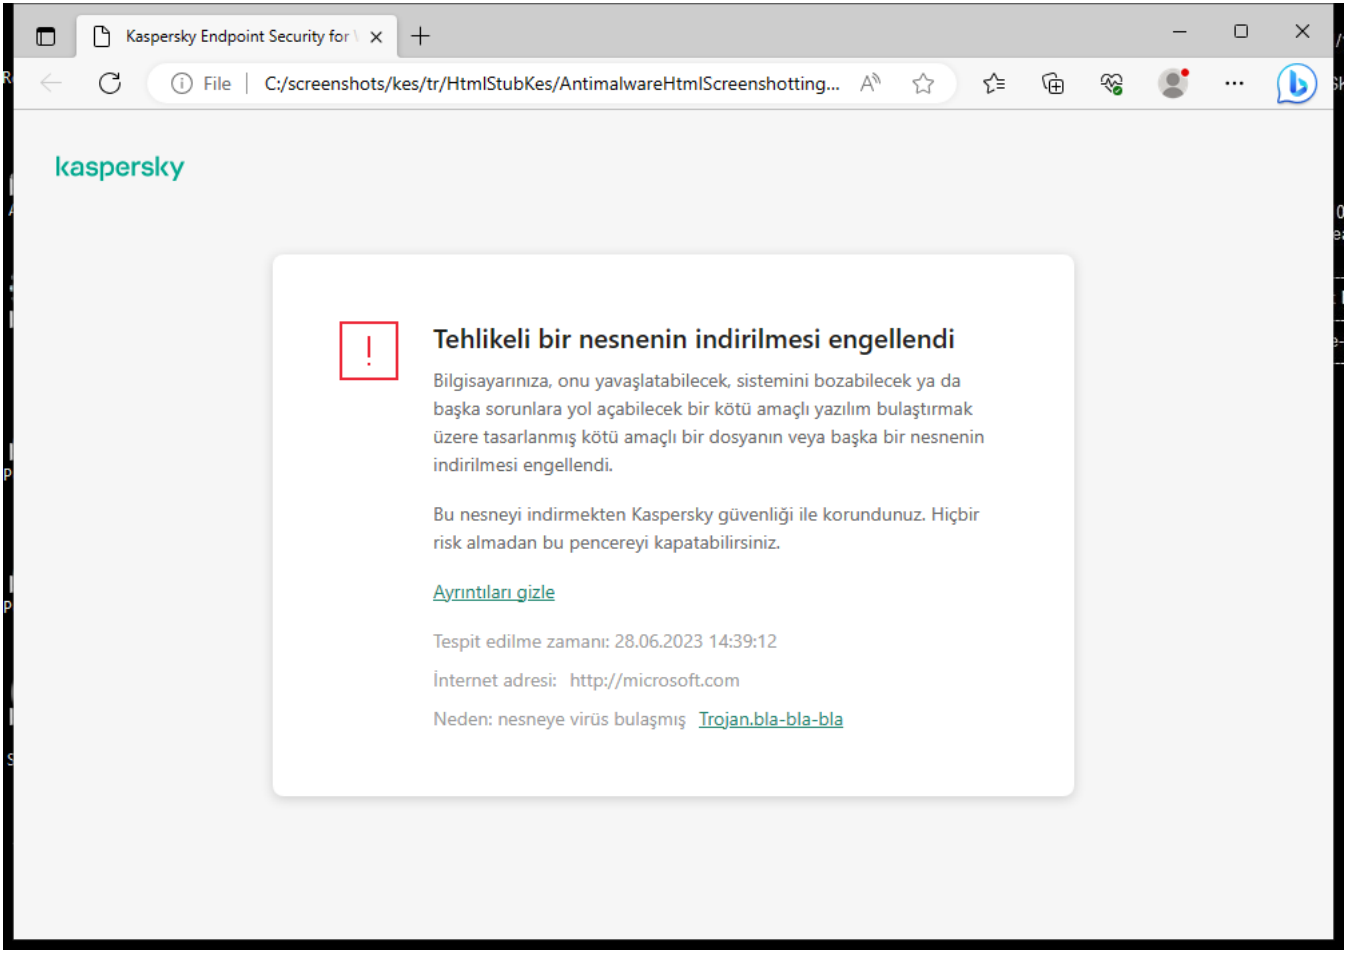 Kaspersky Endpoint Security for
File
C:/screenshots/kes/tr/HtmlStubKes/AntimalwareHtmlScreenshotting...
kaspersky
Tehlikeli bir nesnenin indirilmesi engellendi
Bilgisayarınıza, onu yavaşlatabilecek, sistemini bozabilecek ya da
başka sorunlara yol açabilecek bir kötü amaçlı yazılım bulaştırmak
üzere tasarlanmış kötü amaçlı bir dosyanın veya başka bir nesnenin
indirilmesi engellendi.
Bu nesneyi indirmekten Kaspersky güvenliği ile korundunuz. Hiçbir
risk almadan bu pencereyi kapatabilirsiniz.
Ayrıntıları gizle
Tespit edilme zamanı: 28.06.2023 14:39:12
İnternet adresi: http://microsoft.com
Neden: nesneye virüs bulaşmış Trojan.bla-bla-bla